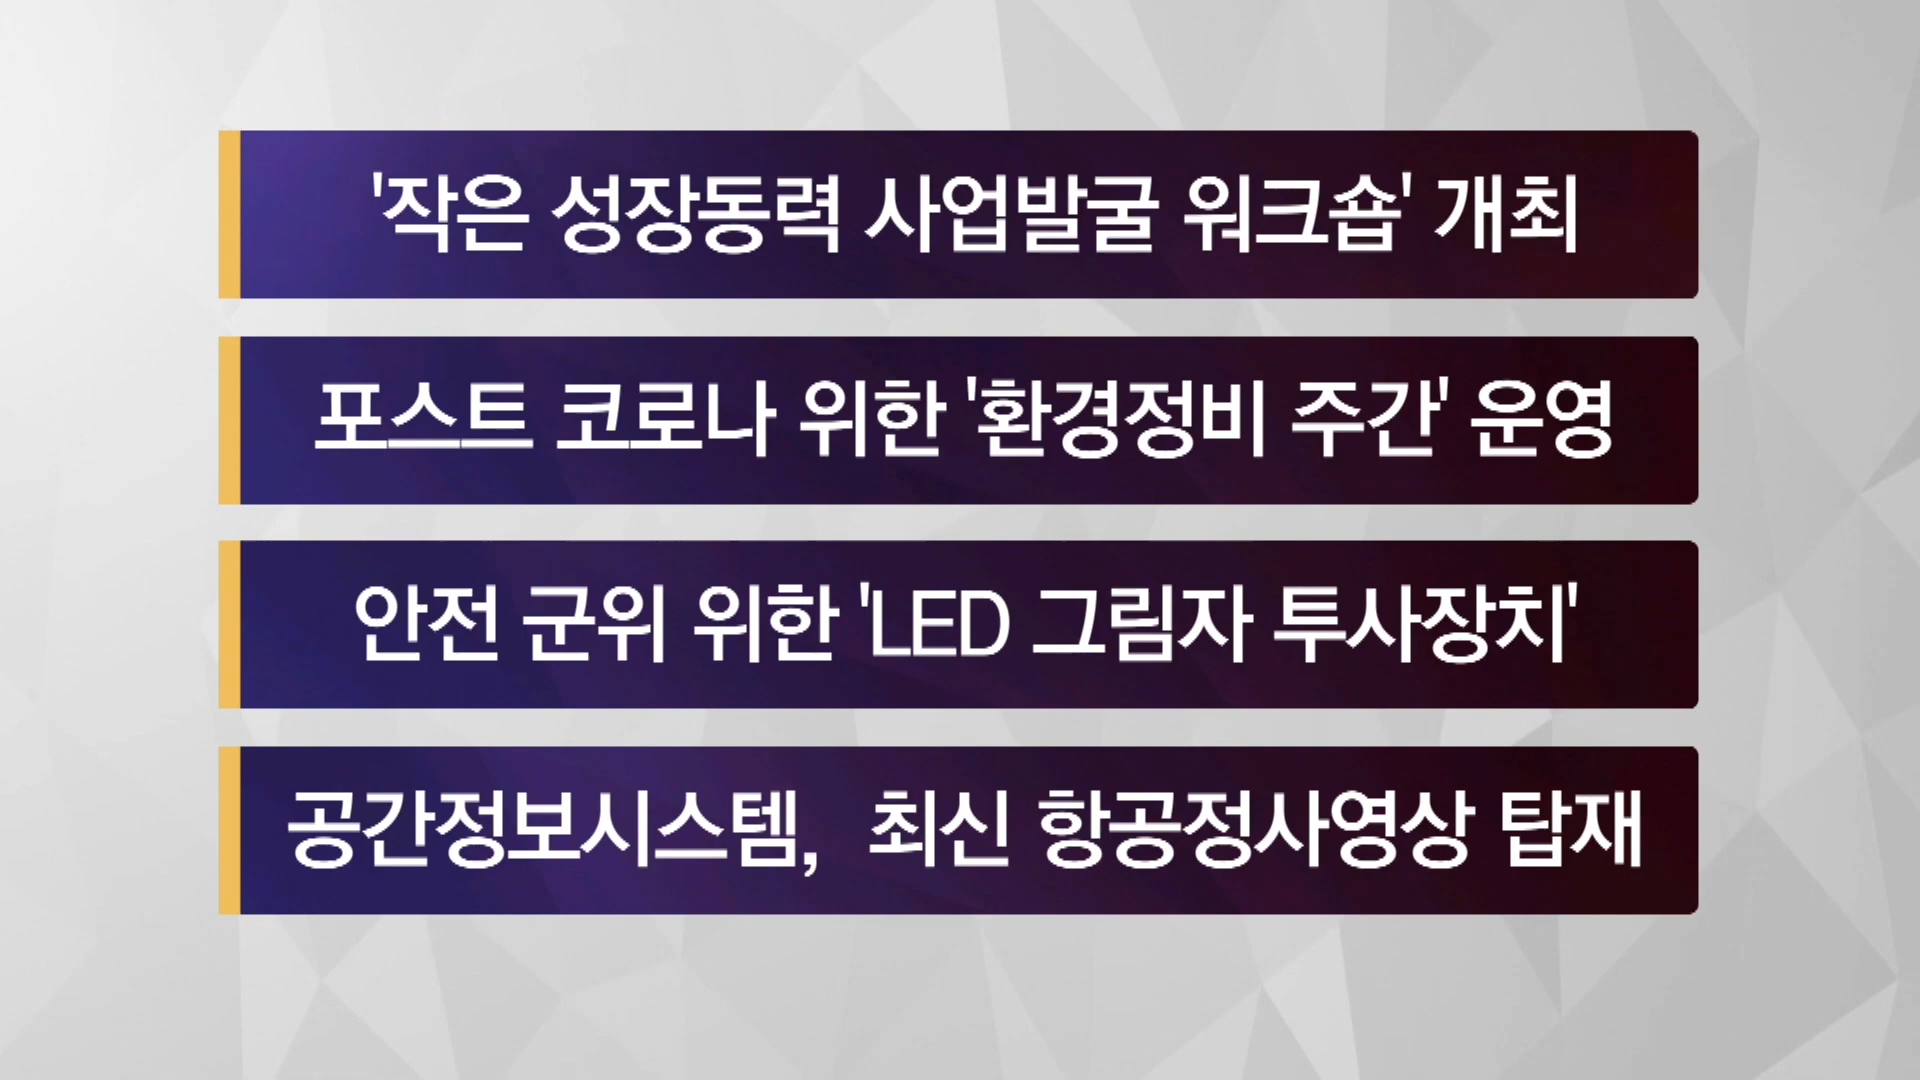 '작은 성장동력 사업발굴 워크숍' 개최
포스트 코로나 위한 '환경정비 주간' 운영
안전 군위 위한 'LED 그림자 투사장치'
공간정보시스템, 최신 항공정사영상 탑재